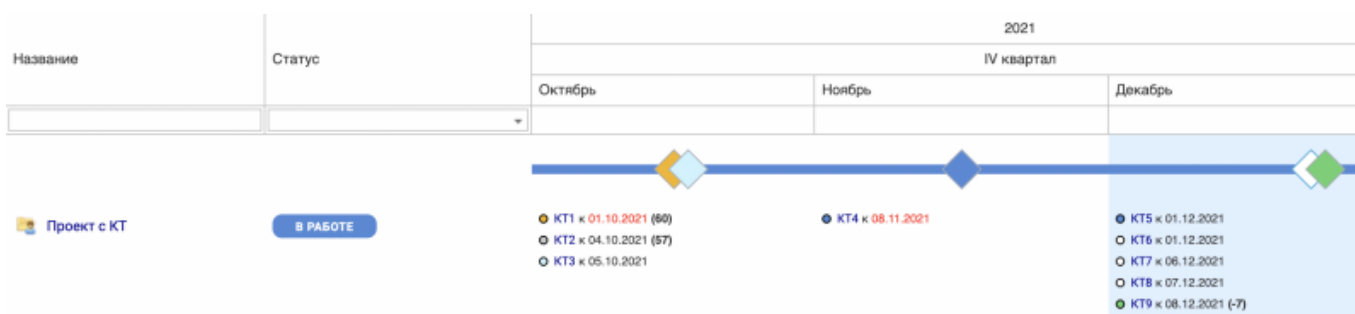 2021
Название
Статус
IV квартал
Октябрь
Ноябрь
Декабрь
Проект с КТ
В РАБОТЕ
КТ1 к 01.10.2021 (60)
КТ2 к 04.10.2021 (57)
КТ3 к 05.10.2021
КТ4 к 08.11.2021
КТ5 к 01.12.2021
КТ6 к 01.12.2021
КТ7 к 06.12.2021
КТ8 к 07.12.2021
КТ9 к 08.12.2021 (-7)